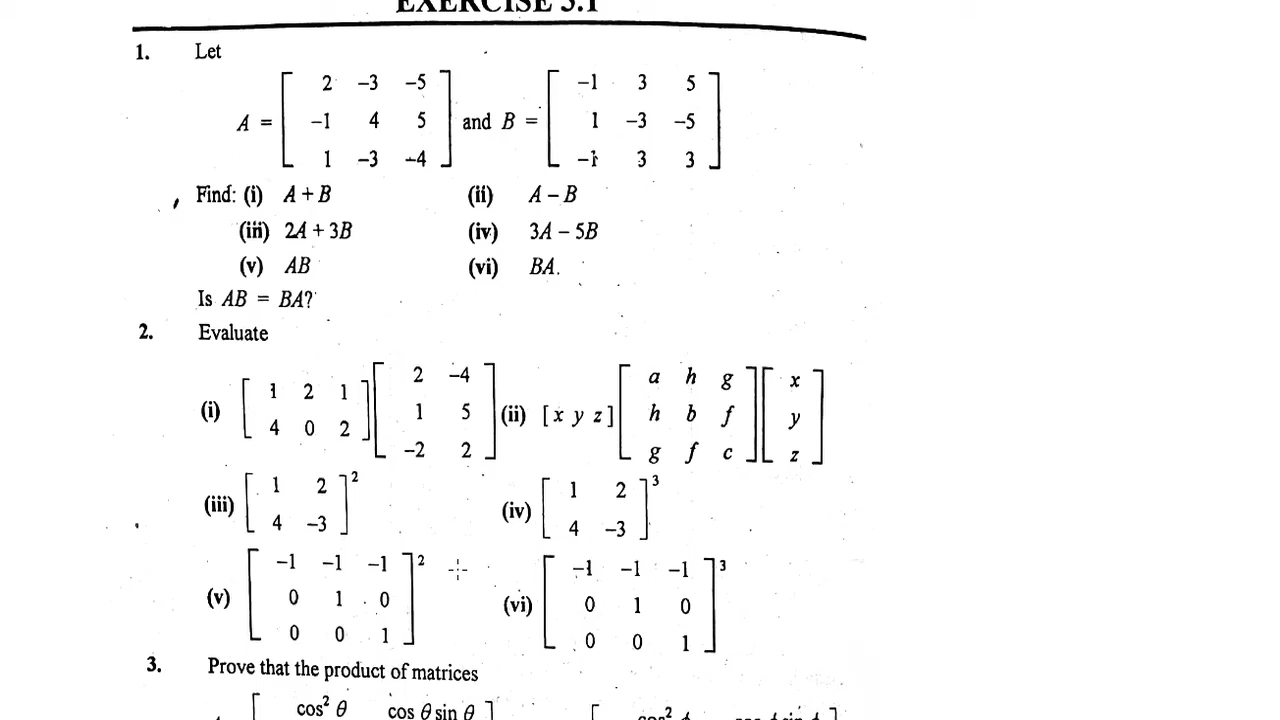 EXERCISE 3.1
1. Let
A = [ 2 -3 -5 ; -1 4 5 ; 1 -3 -4 ] and B = [ -1 3 5 ; 1 -3 -5 ; -1 3 3 ]
Find: (i) A + B (ii) A – B
(iii) 2A + 3B (iv) 3A – 5B
(v) AB (vi) BA.
Is AB = BA?
2. Evaluate
(i) [ 1 2 1 ; 4 0 2 ] [ 2 -4 ; 1 5 ; -2 2 ] (ii) [ x y z ] [ a h g ; h b f ; g f c ] [ x ; y ; z ]
(iii) [ 1 2 ; 4 -3 ]² (iv) [ 1 2 ; 4 -3 ]³
(v) [ -1 -1 -1 ; 0 1 0 ; 0 0 1 ]² (vi) [ -1 -1 -1 ; 0 1 0 ; 0 0 1 ]³
3. Prove that the product of matrices
cos² θ cos θ sin θ